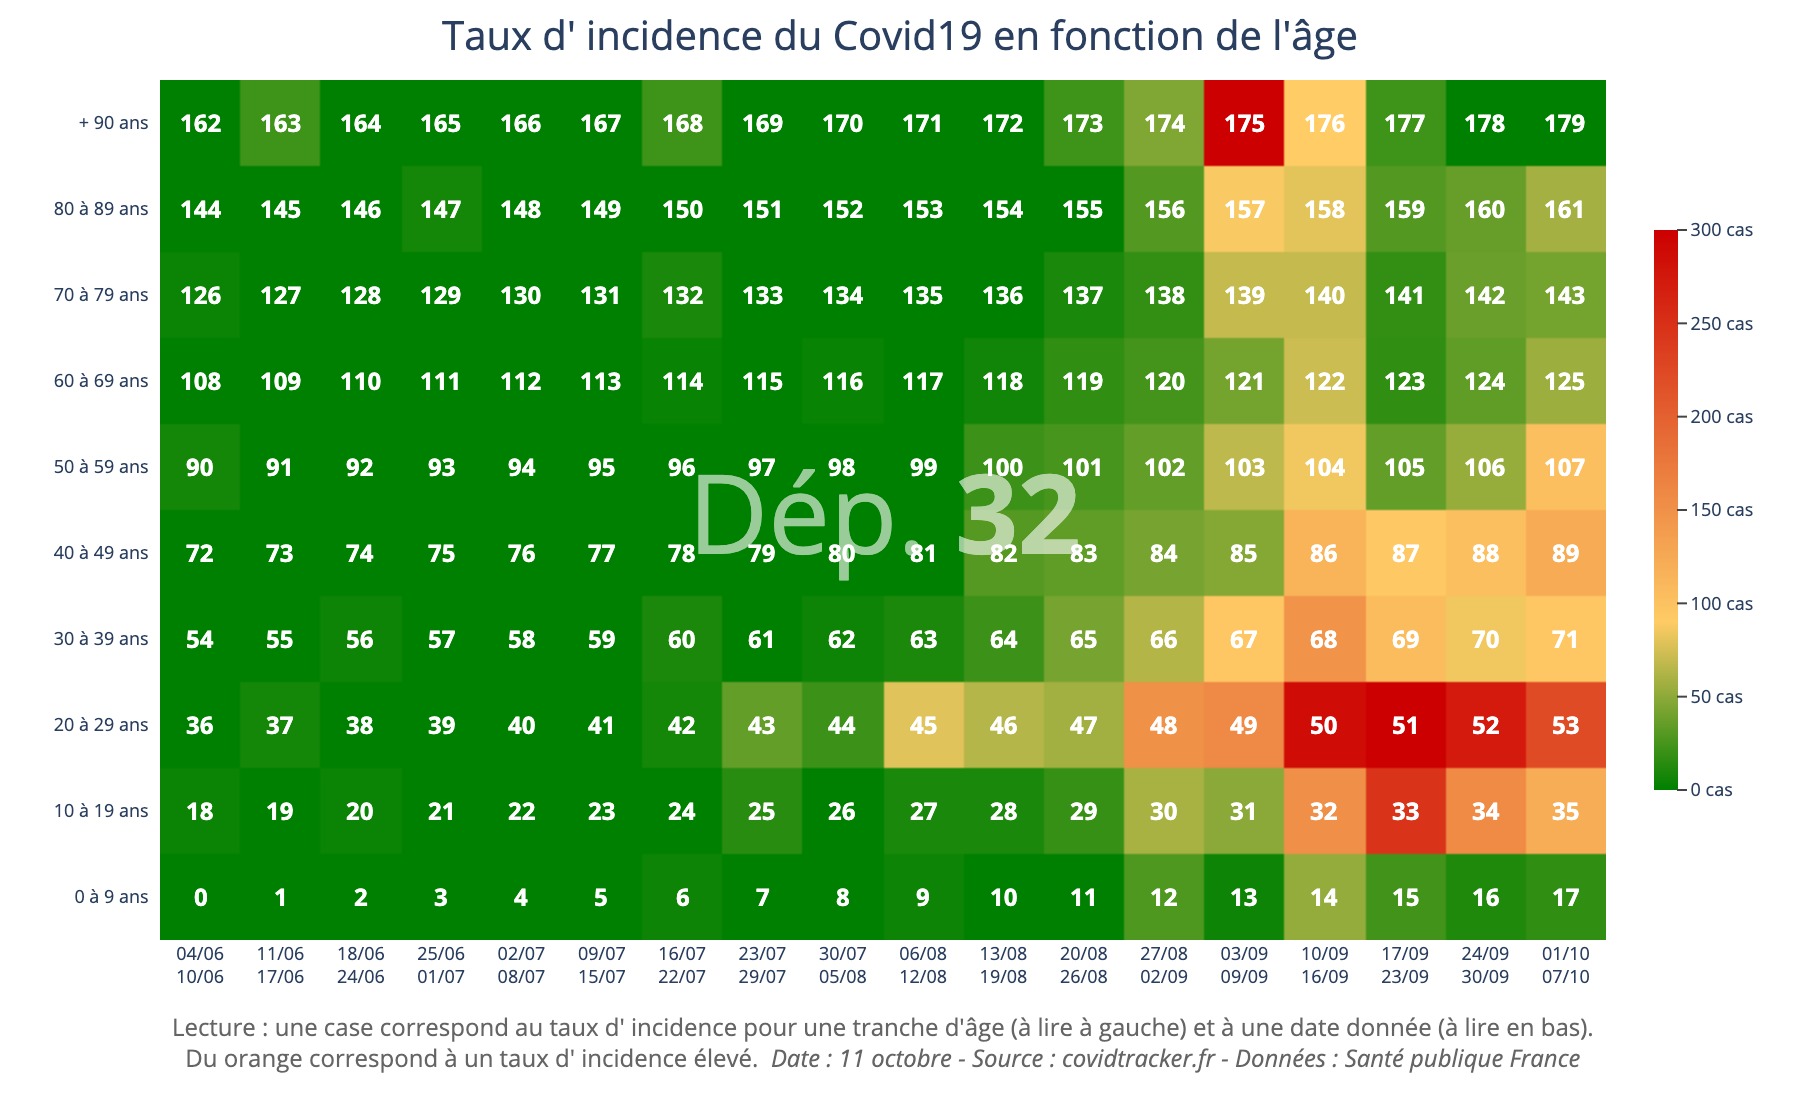 Taux d' incidence du Covid19 en fonction de l'âge
+ 90 ans 162 163 164 165 166 167 168 169 170 171 172 173 174 175 176 177 178 179
80 à 89 ans 144 145 146 147 148 149 150 151 152 153 154 155 156 157 158 159 160 161
70 à 79 ans 126 127 128 129 130 131 132 133 134 135 136 137 138 139 140 141 142 143
60 à 69 ans 108 109 110 111 112 113 114 115 116 117 118 119 120 121 122 123 124 125
50 à 59 ans 90 91 92 93 94 95 96 97 98 99 100 101 102 103 104 105 106 107
Dép. 32
40 à 49 ans 72 73 74 75 76 77 78 79 80 81 82 83 84 85 86 87 88 89
30 à 39 ans 54 55 56 57 58 59 60 61 62 63 64 65 66 67 68 69 70 71
20 à 29 ans 36 37 38 39 40 41 42 43 44 45 46 47 48 49 50 51 52 53
10 à 19 ans 18 19 20 21 22 23 24 25 26 27 28 29 30 31 32 33 34 35
0 à 9 ans 0 1 2 3 4 5 6 7 8 9 10 11 12 13 14 15 16 17
04/06 11/06 18/06 25/06 02/07 09/07 16/07 23/07 30/07 06/08 13/08 20/08 27/08 03/09 10/09 17/09 24/09 01/10
10/06 17/06 24/06 01/07 08/07 15/07 22/07 29/07 05/08 12/08 19/08 26/08 02/09 09/09 16/09 23/09 30/09 07/10
300 cas
250 cas
200 cas
150 cas
100 cas
50 cas
0 cas
Lecture : une case correspond au taux d' incidence pour une tranche d'âge (à lire à gauche) et à une date donnée (à lire en bas).
Du orange correspond à un taux d' incidence élevé. Date : 11 octobre - Source : covidtracker.fr - Données : Santé publique France